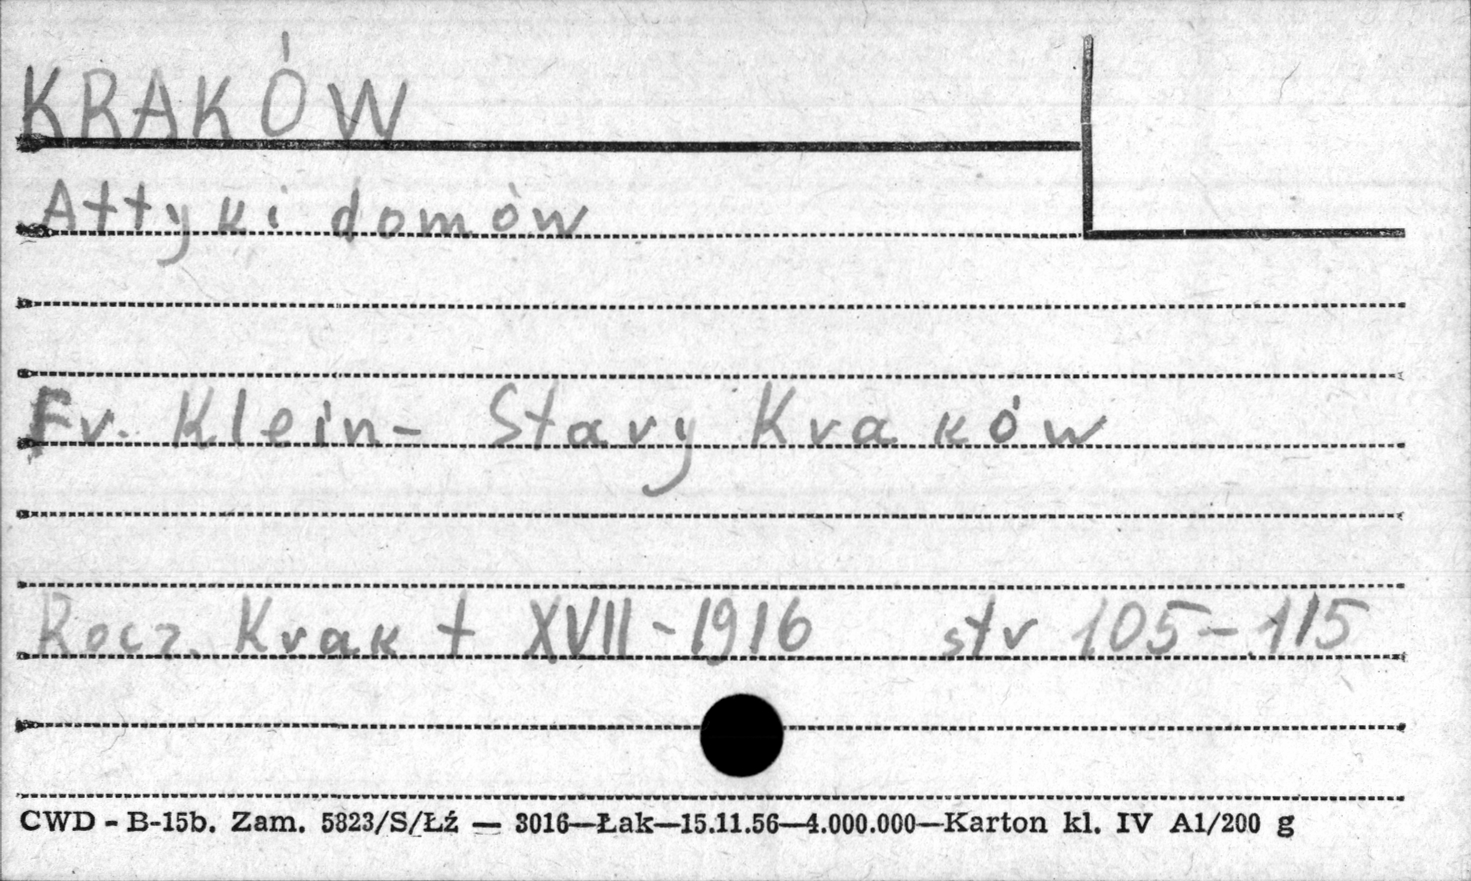 KRAKÓW
Attyki domów
Fr. Klein- Stary Kraków
Rocz. Krak t XVII-1916 str 105-115
CWD - B-15b. Zam. 5823/S/Łź — 3016—Łak—15.11.56—4.000.000—Karton kl. IV A1/200 g